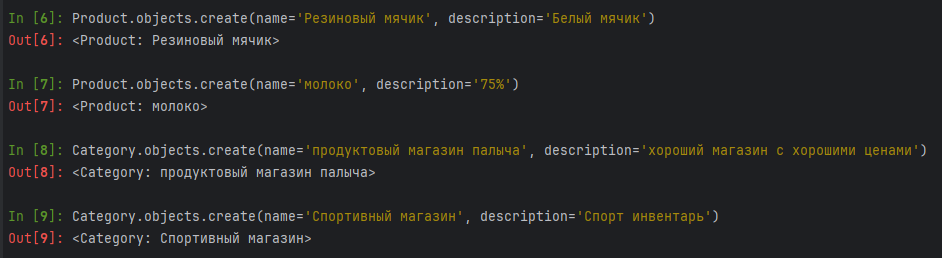 In [6]: Product.objects.create(name='Резиновый мячик', description='Белый мячик')
Out[6]: <Product: Резиновый мячик>
In [7]: Product.objects.create(name='молоко', description='75%')
Out[7]: <Product: молоко>
In [8]: Category.objects.create(name='продуктовый магазин палыча', description='хороший магазин с хорошими ценами')
Out[8]: <Category: продуктовый магазин палыча>
In [9]: Category.objects.create(name='Спортивный магазин', description='Спорт инвентарь')
Out[9]: <Category: Спортивный магазин>